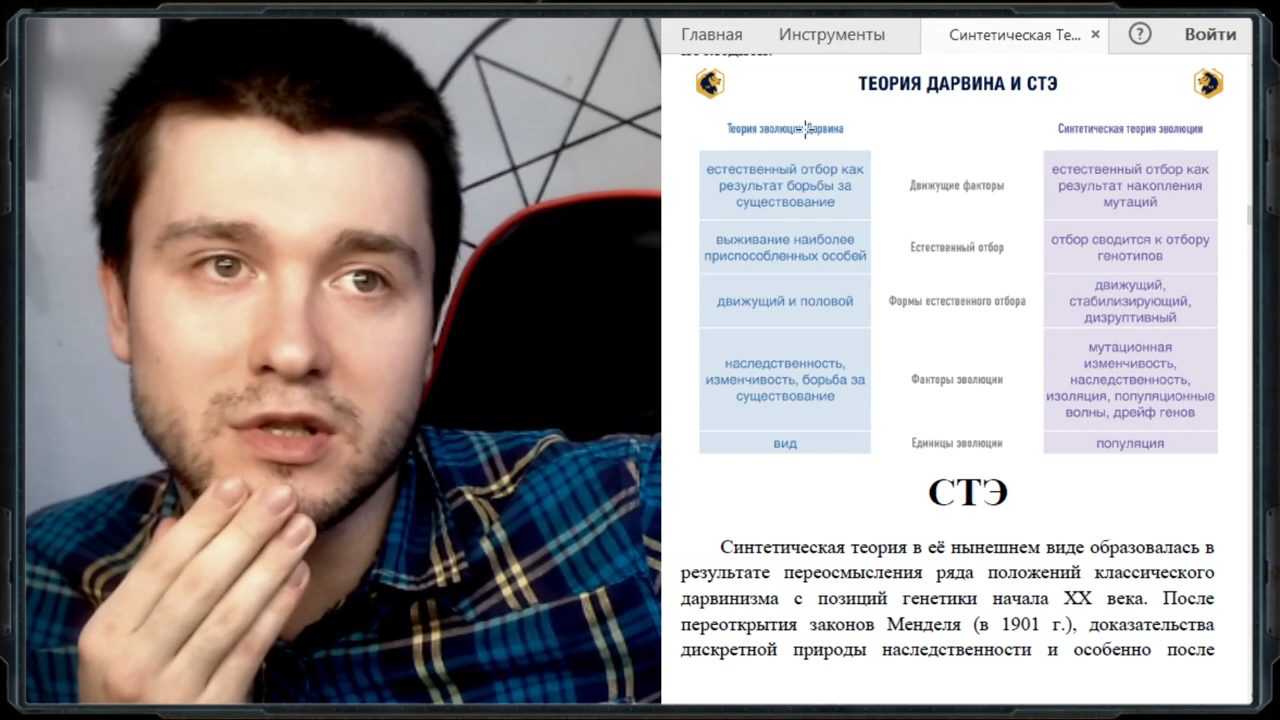 Главная Инструменты Синтетическая Те... × ? Войти
ТЕОРИЯ ДАРВИНА И СТЭ
Теория эволюции Дарвина Синтетическая теория эволюции
естественный отбор как
результат борьбы за
существование
Движущие факторы
естественный отбор как
результат накопления
мутаций
выживание наиболее
приспособленных особей
Естественный отбор
отбор сводится к отбору
генотипов
движущий и половой
Формы естественного отбора
движущий,
стабилизирующий,
дизруптивный
наследственность,
изменчивость, борьба за
существование
Факторы эволюции
мутационная
изменчивость,
наследственность,
изоляция, популяционные
волны, дрейф генов
вид
Единицы эволюции
популяция
СТЭ
Синтетическая теория в её нынешнем виде образовалась в
результате переосмысления ряда положений классического
дарвинизма с позиций генетики начала XX века. После
переоткрытия законов Менделя (в 1901 г.), доказательства
дискретной природы наследственности и особенно после